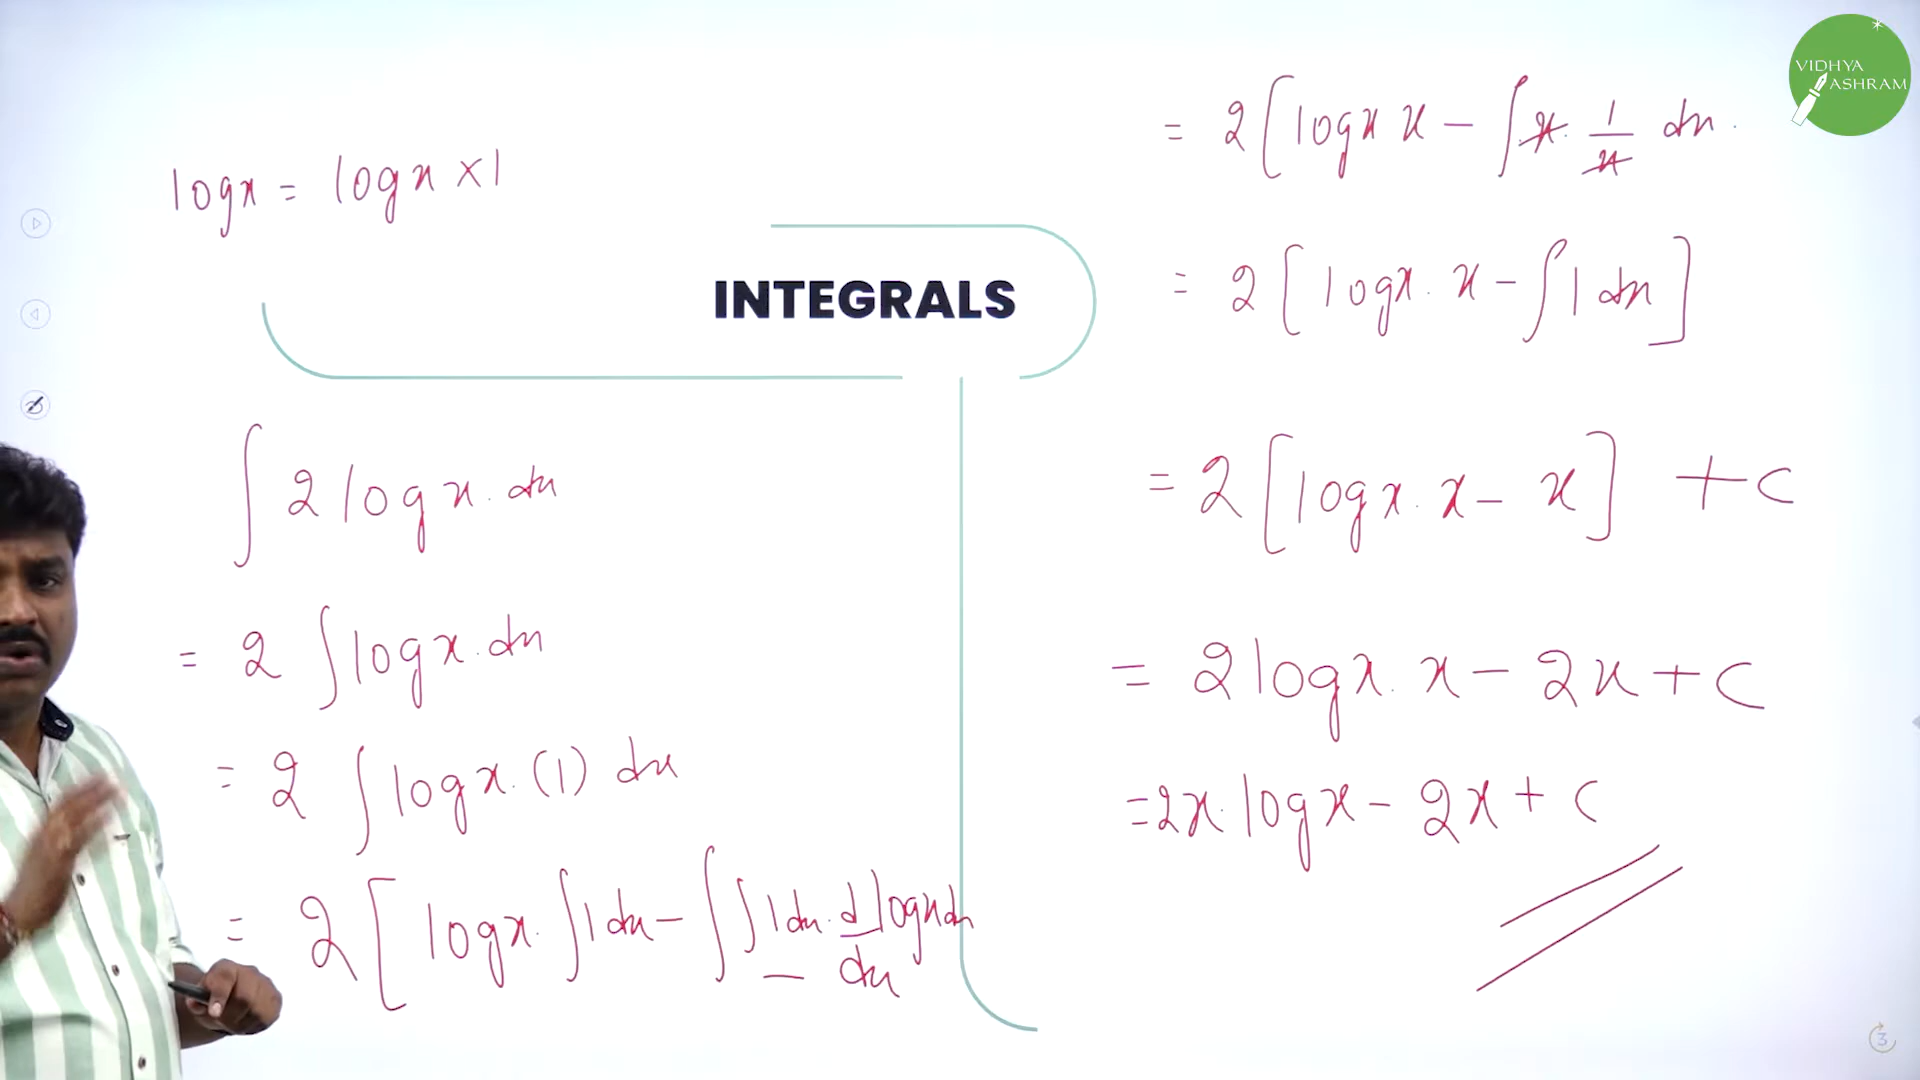 log x = log x × 1
INTEGRALS
∫ 2 log x . dx
= 2 ∫ log x . dx
= 2 ∫ log x . (1) dx
= 2 [ log x . ∫ 1 dx − ∫ ∫ 1 dx . d/dx log x dx
= 2 [ log x x − ∫ x . 1/x dx .
= 2 [ log x . x − ∫ 1 dx ]
= 2 [ log x . x − x ] + c
= 2 log x . x − 2x + c
= 2x . log x − 2x + c
VIDHYA
ASHRAM
3